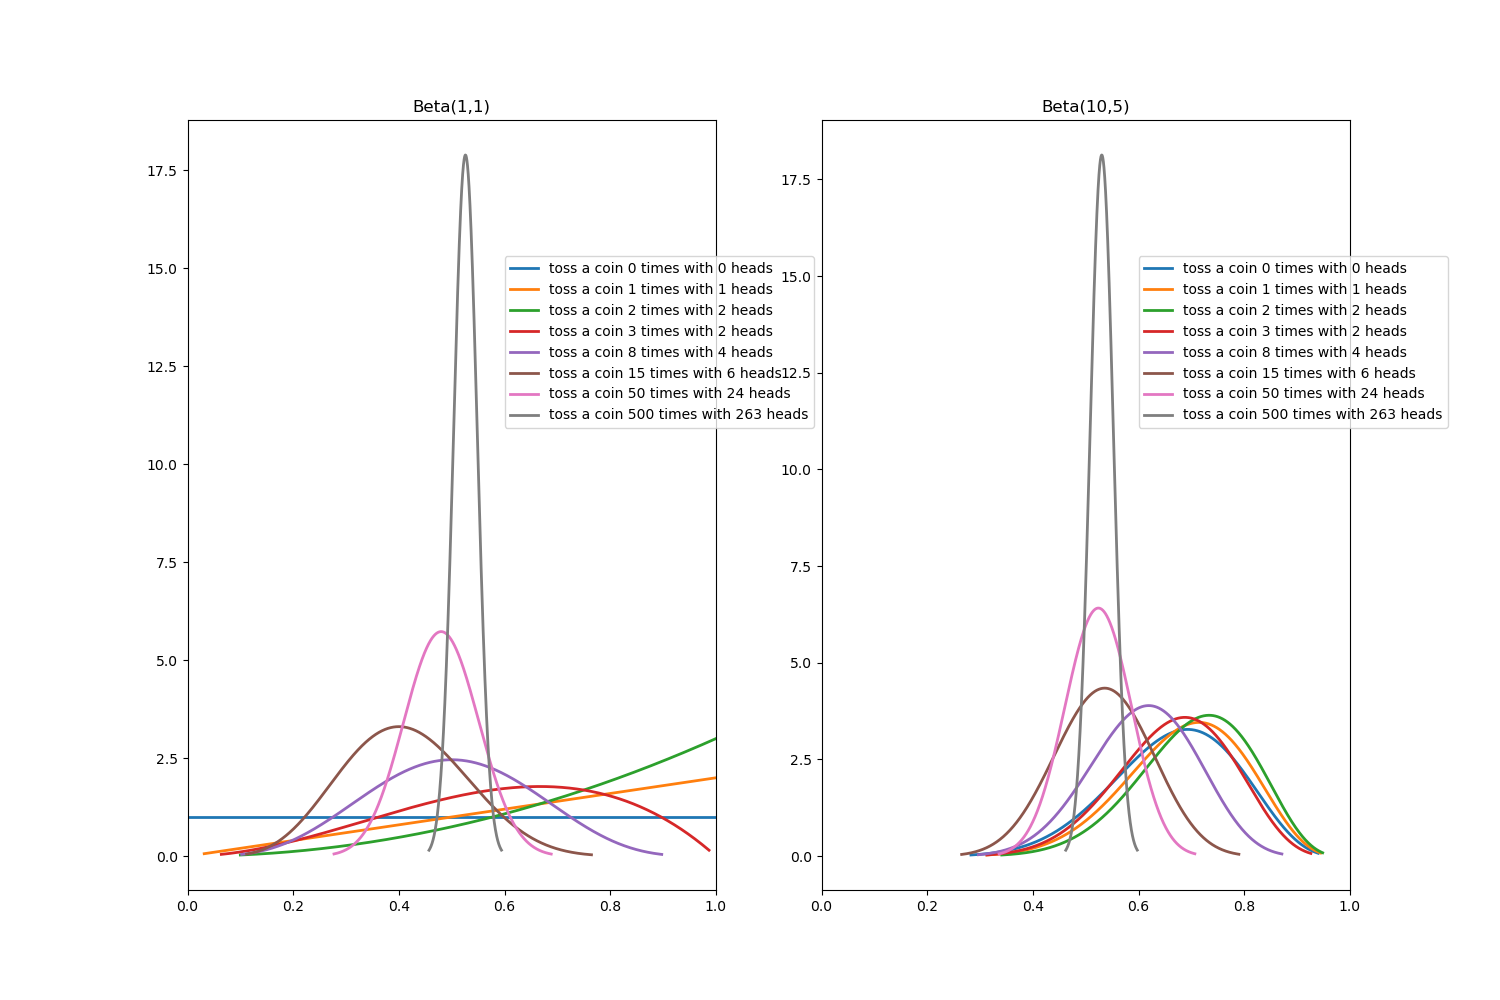 Beta(1,1)
17.5
15.0
12.5
10.0
7.5
5.0
2.5
0.0
0.0 0.2 0.4 0.6 0.8 1.0
toss a coin 0 times with 0 heads
toss a coin 1 times with 1 heads
toss a coin 2 times with 2 heads
toss a coin 3 times with 2 heads
toss a coin 8 times with 4 heads
toss a coin 15 times with 6 heads
toss a coin 50 times with 24 heads
toss a coin 500 times with 263 heads
Beta(10,5)
17.5
15.0
12.5
10.0
7.5
5.0
2.5
0.0
0.0 0.2 0.4 0.6 0.8 1.0
toss a coin 0 times with 0 heads
toss a coin 1 times with 1 heads
toss a coin 2 times with 2 heads
toss a coin 3 times with 2 heads
toss a coin 8 times with 4 heads
toss a coin 15 times with 6 heads
toss a coin 50 times with 24 heads
toss a coin 500 times with 263 heads